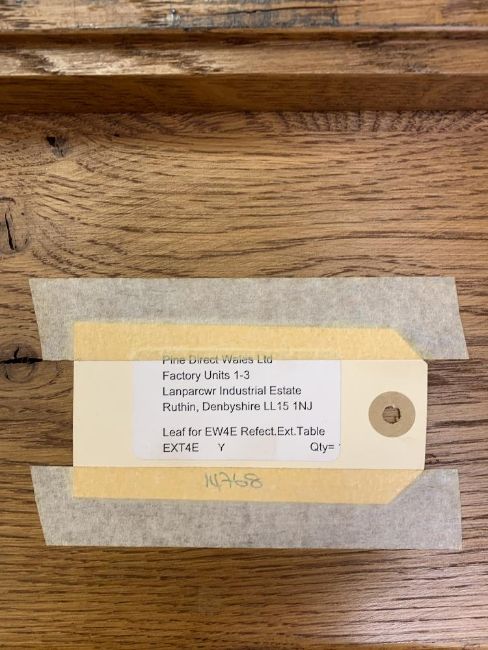 Pine Direct Wales Ltd
Factory Units 1-3
Lanparcwr Industrial Estate
Ruthin, Denbyshire LL15 1NJ
Leaf for EW4E Refect.Ext.Table
EXT4E Y Qty=
14768